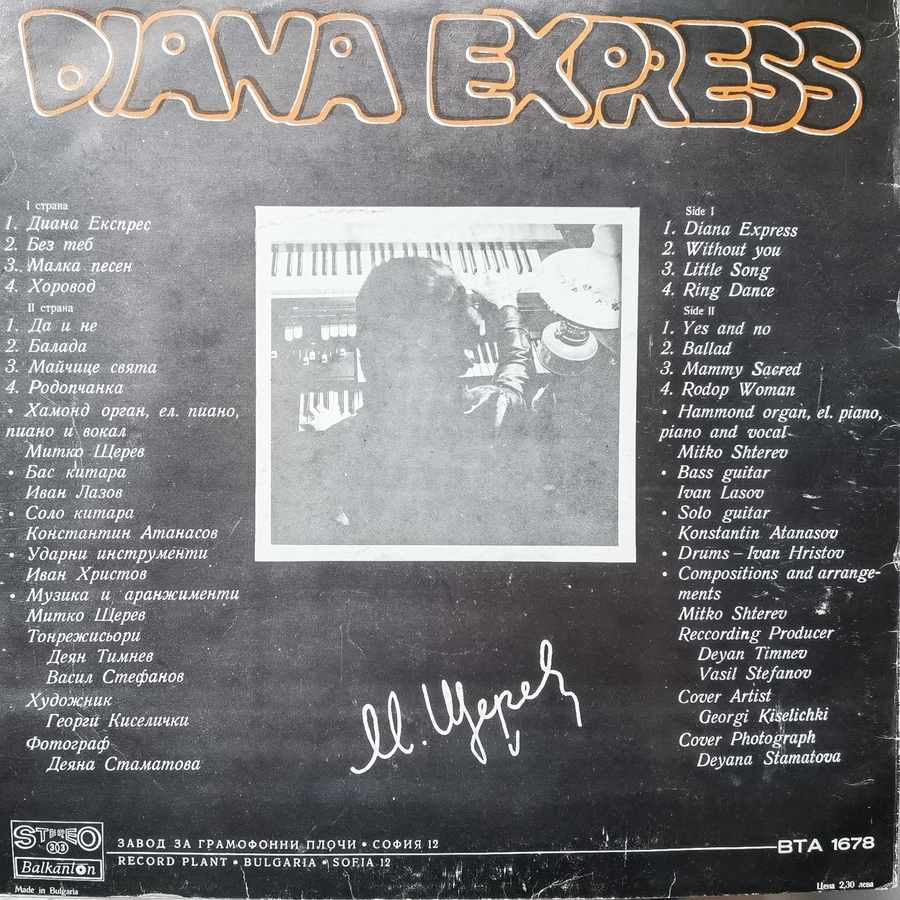 DIANA EXPRESS
I страна
1. Диана Експрес
2. Без теб
3. Малка песен
4. Хоровод
II страна
1. Да и не
2. Балада
3. Майчице свята
4. Родопчанка
• Хамонд орган, ел. пиано,
пиано и вокал
Митко Щерев
• Бас китара
Иван Лазов
• Соло китара
Константин Атанасов
• Ударни инструменти
Иван Христов
• Музика и аранжименти
Митко Щерев
Тонрежисьори
Деян Тимнев
Васил Стефанов
Художник
Георги Киселички
Фотограф
Деяна Стаматова
Side I
1. Diana Express
2. Without you
3. Little Song
4. Ring Dance
Side II
1. Yes and no
2. Ballad
3. Mammy Sacred
4. Rodop Woman
• Hammond organ, el. piano,
piano and vocal
Mitko Shterev
• Bass guitar
Ivan Lasov
• Solo guitar
Konstantin Atanasov
• Drums – Ivan Hristov
• Compositions and arrange-
ments
Mitko Shterev
Reccording Producer
Deyan Timnev
Vasil Stefanov
Cover Artist
Georgi Kiselichki
Cover Photograph
Deyana Stamatova
М. Щерев
STEREO
303
Balkanton
Made in Bulgaria
ЗАВОД ЗА ГРАМОФОННИ ПЛОЧИ • СОФИЯ 12
RECORD PLANT • BULGARIA • SOFIA 12
ВТА 1678
Цена 2,30 лева